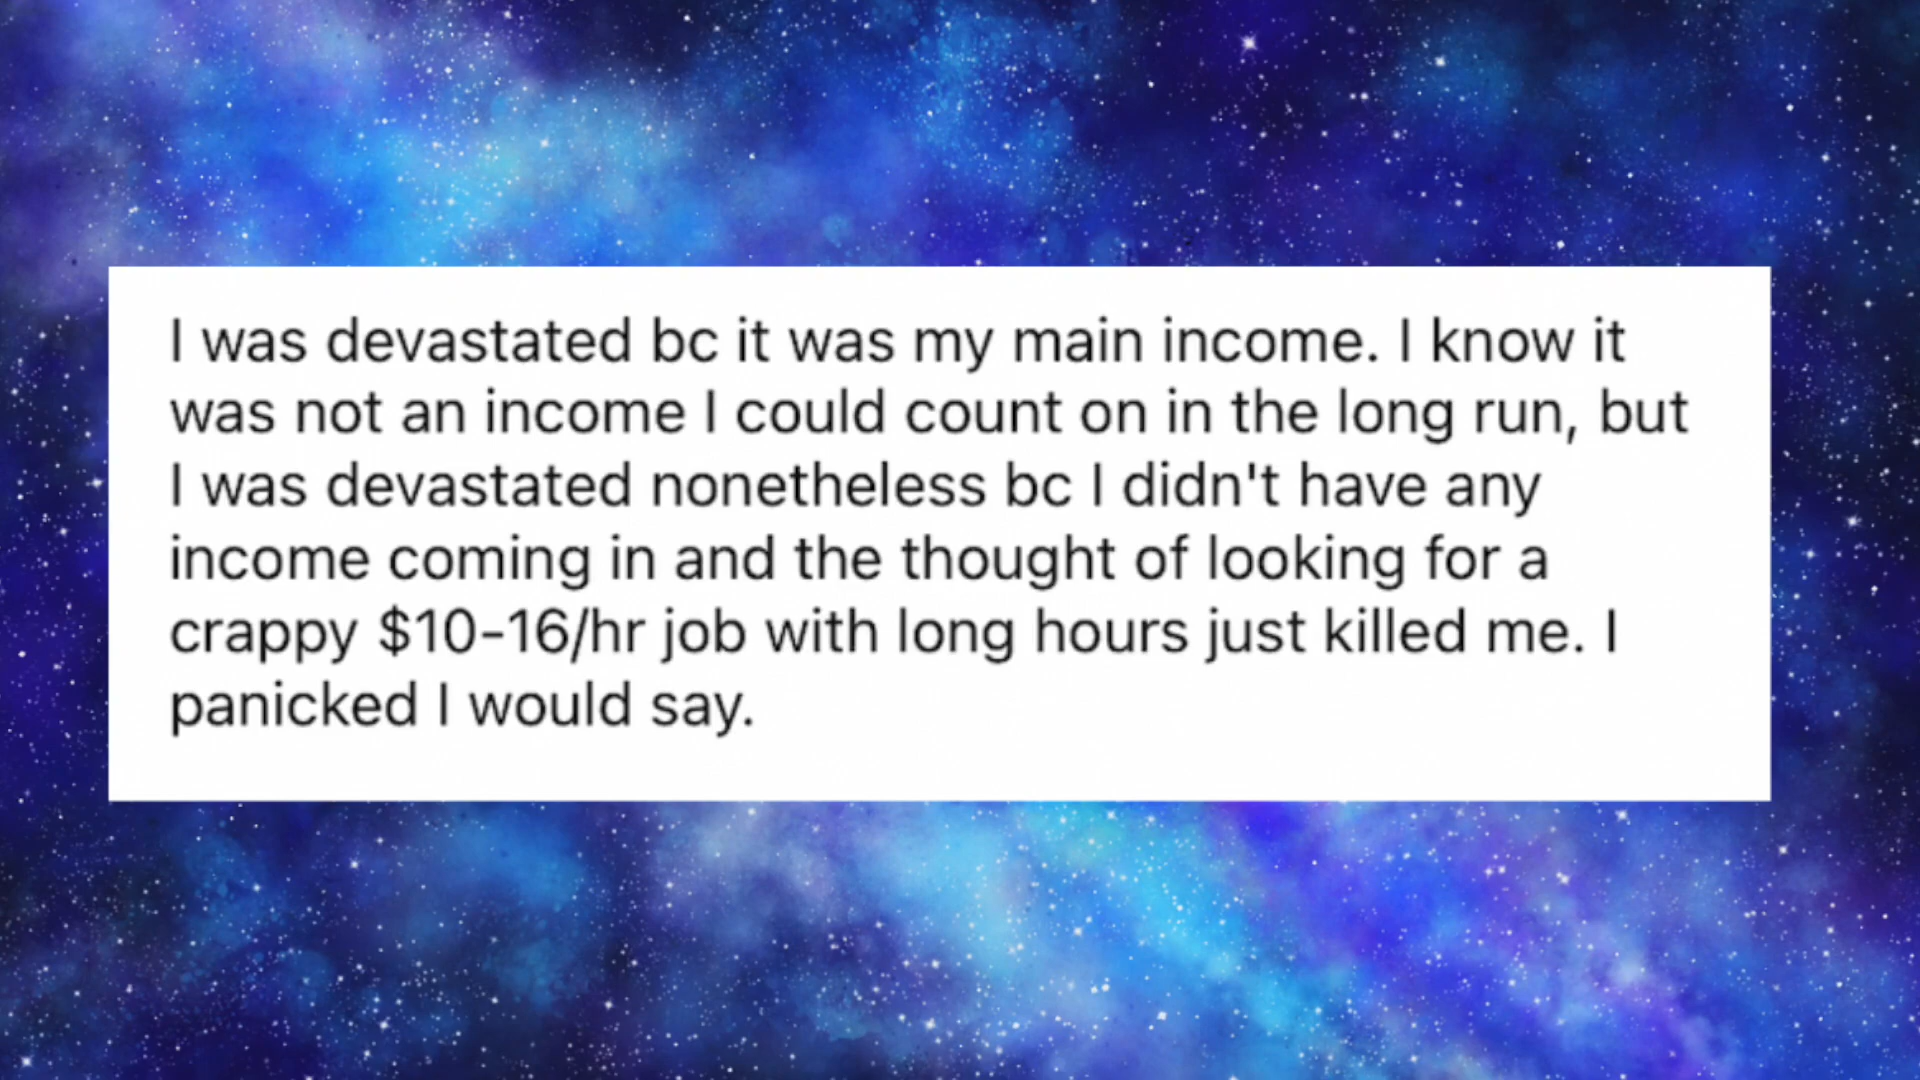 I was devastated bc it was my main income. I know it
was not an income I could count on in the long run, but
I was devastated nonetheless bc I didn't have any
income coming in and the thought of looking for a
crappy $10-16/hr job with long hours just killed me. I
panicked I would say.